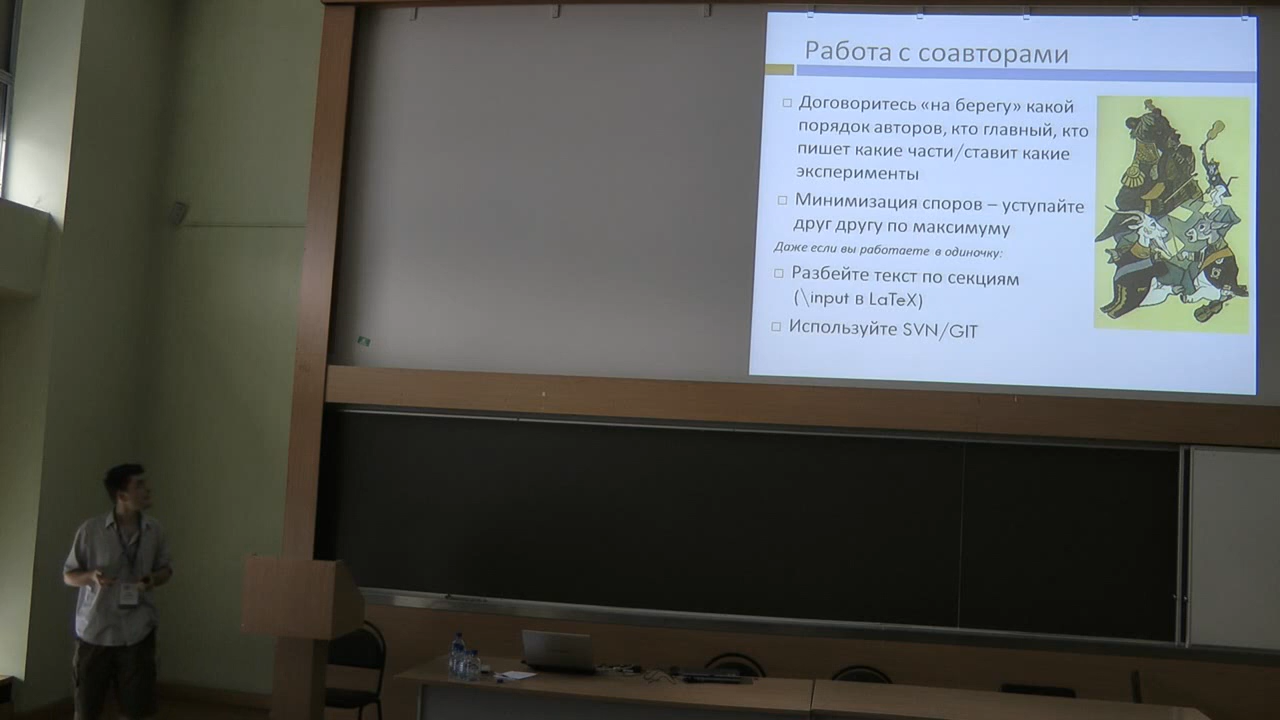 Работа с соавторами
Договоритесь «на берегу» какой
порядок авторов, кто главный, кто
пишет какие части/ставит какие
эксперименты
Минимизация споров – уступайте
друг другу по максимуму
Даже если вы работаете в одиночку:
Разбейте текст по секциям
(\input в LaTeX)
Используйте SVN/GIT